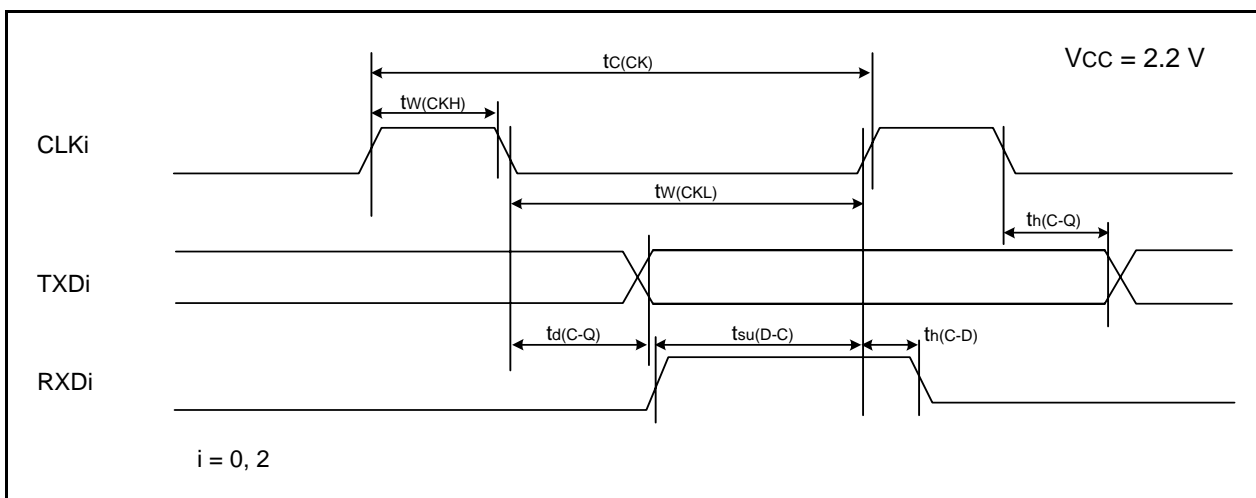 tC(CK)
VCC = 2.2 V
tW(CKH)
CLKi
tW(CKL)
th(C-Q)
TXDi
td(C-Q)
tsu(D-C)
th(C-D)
RXDi
i = 0, 2